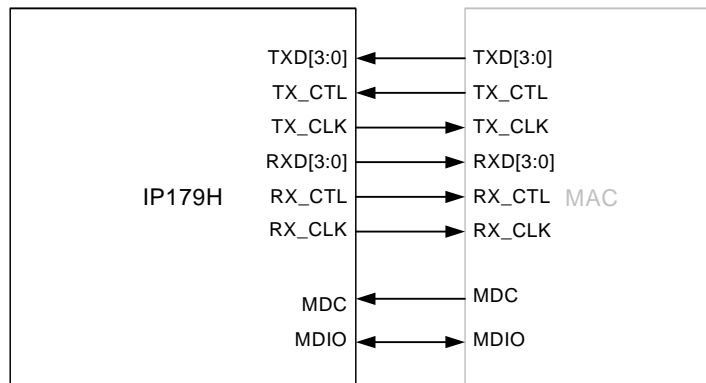 TXD[3:0] TXD[3:0]
TX_CTL TX_CTL
TX_CLK TX_CLK
RXD[3:0] RXD[3:0]
IP179H RX_CTL RX_CTL MAC
RX_CLK RX_CLK
MDC MDC
MDIO MDIO